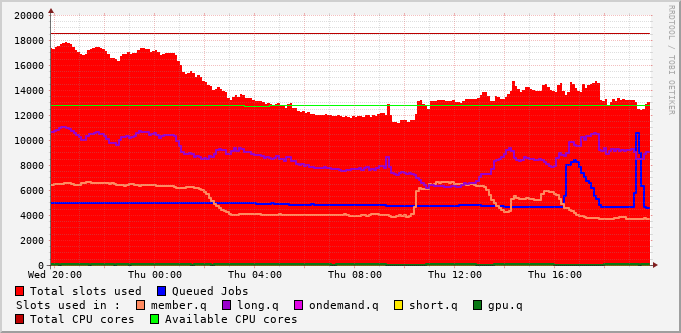 20000
18000
16000
14000
12000
10000
8000
6000
4000
2000
0
Wed 20:00 Thu 00:00 Thu 04:00 Thu 08:00 Thu 12:00 Thu 16:00
Total slots used Queued Jobs
Slots used in : member.q long.q ondemand.q short.q gpu.q
Total CPU cores Available CPU cores
RRDTOOL / TOBI OETIKER